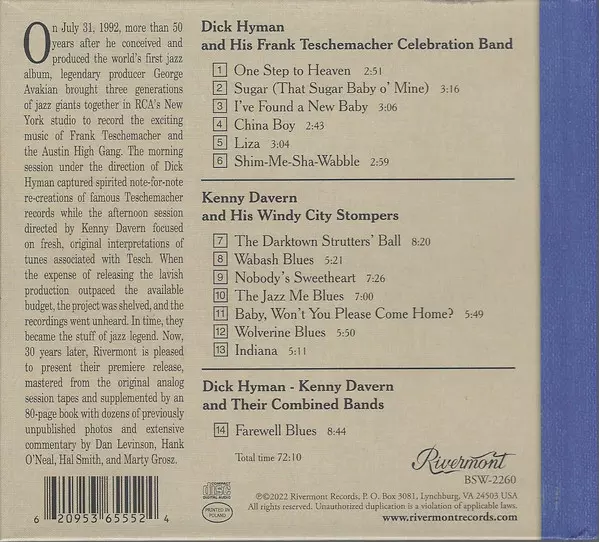 On July 31, 1992, more than 50
years after he conceived and
produced the world's first jazz
album, legendary producer George
Avakian brought three generations
of jazz giants together in RCA's New
York studio to record the exciting
music of Frank Teschemacher and
the Austin High Gang. The morning
session under the direction of Dick
Hyman captured spirited note-for-note
re-creations of famous Teschemacher
records while the afternoon session
directed by Kenny Davern focused
on fresh, original interpretations of
tunes associated with Tesch. When
the expense of releasing the lavish
production outpaced the available
budget, the project was shelved, and the
recordings went unheard. In time, they
became the stuff of jazz legend. Now,
30 years later, Rivermont is pleased
to present their premiere release,
mastered from the original analog
session tapes and supplemented by an
80-page book with dozens of previously
unpublished photos and extensive
commentary by Dan Levinson, Hank
O'Neal, Hal Smith, and Marty Grosz.
6 20953 65552 4
Dick Hyman
and His Frank Teschemacher Celebration Band
1 One Step to Heaven 2:51
2 Sugar (That Sugar Baby o' Mine) 3:16
3 I've Found a New Baby 3:06
4 China Boy 2:43
5 Liza 3:04
6 Shim-Me-Sha-Wabble 2:59
Kenny Davern
and His Windy City Stompers
7 The Darktown Strutters' Ball 8:20
8 Wabash Blues 5:21
9 Nobody's Sweetheart 7:26
10 The Jazz Me Blues 7:00
11 Baby, Won't You Please Come Home? 5:49
12 Wolverine Blues 5:50
13 Indiana 5:11
Dick Hyman - Kenny Davern
and Their Combined Bands
14 Farewell Blues 8:44
Total time 72:10
Rivermont
BSW-2260
COMPACT
disc
DIGITAL AUDIO
PRINTED IN
POLAND
℗©2022 Rivermont Records, P. O. Box 3081, Lynchburg, VA 24503 USA
All rights reserved. Unauthorized duplication is a violation of applicable laws.
www.rivermontrecords.com